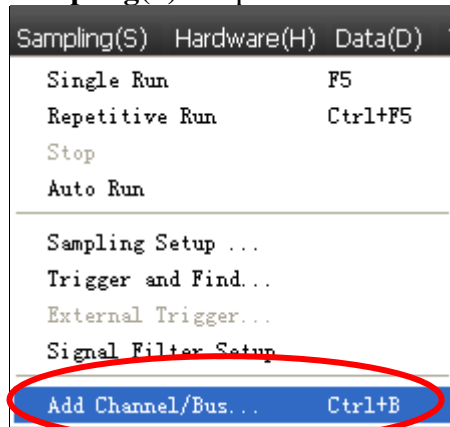 Sampling(S) Hardware(H) Data(D)
Single Run F5
Repetitive Run Ctrl+F5
Stop
Auto Run
Sampling Setup ...
Trigger and Find...
External Trigger...
Signal Filter Setup
Add Channel/Bus... Ctrl+B